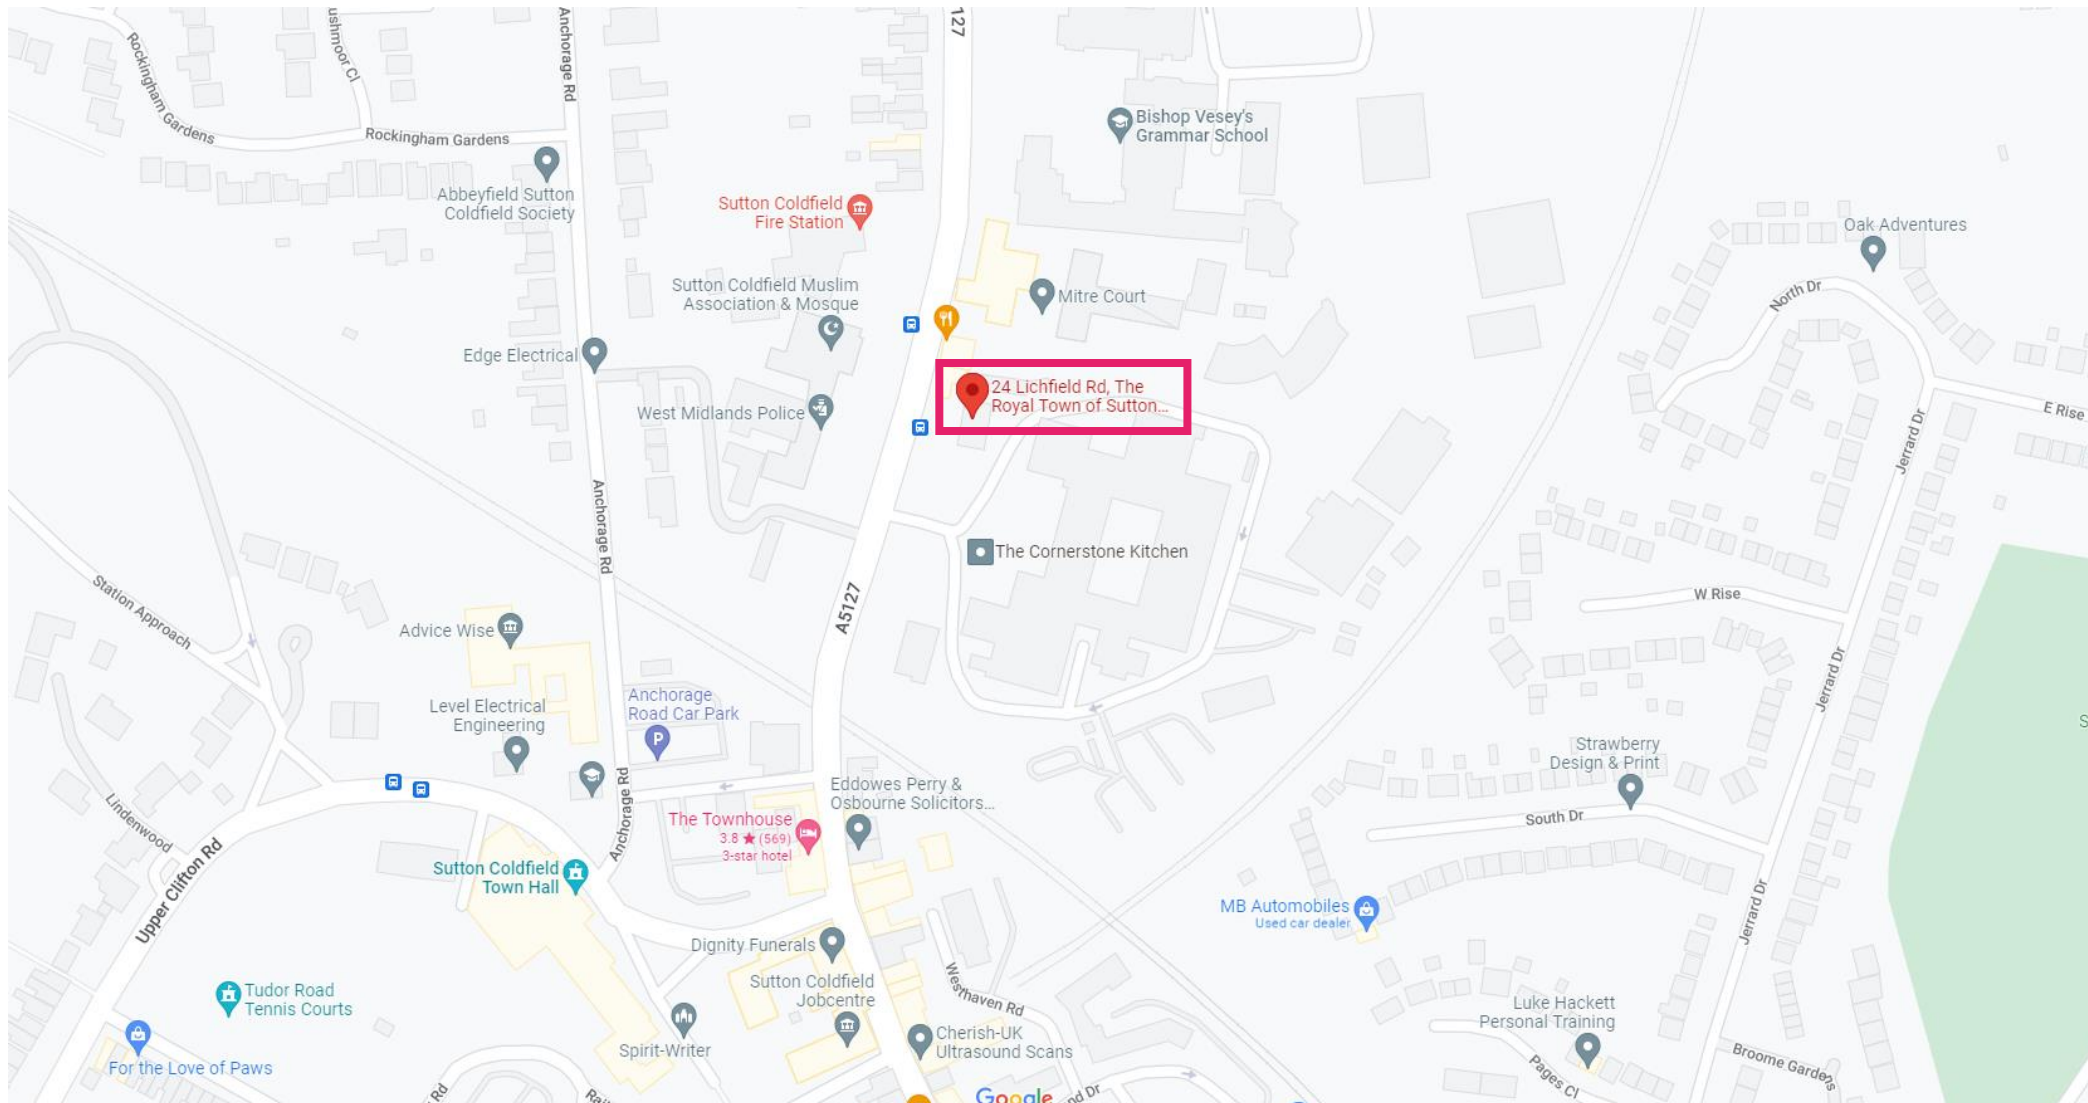 127
Anchorage Rd
ushmoor Cl
Rockingham Gardens
Rockingham Gardens
Bishop Vesey's
Grammar School
Abbeyfield Sutton
Coldfield Society
Sutton Coldfield
Fire Station
Oak Adventures
Sutton Coldfield Muslim
Association & Mosque
Mitre Court
North Dr
Edge Electrical
24 Lichfield Rd, The
Royal Town of Sutton...
West Midlands Police
E Rise
Jerrard Dr
Anchorage Rd
The Cornerstone Kitchen
Station Approach
A5127
W Rise
Advice Wise
Jerrard Dr
Anchorage
Road Car Park
P
Level Electrical
Engineering
Strawberry
Design & Print
Eddowes Perry &
Osbourne Solicitors...
Anchorage Rd
Lindenwood
The Townhouse
3.8 ★ (569)
3-star hotel
South Dr
Sutton Coldfield
Town Hall
Upper Clifton Rd
MB Automobiles
Used car dealer
Jerrard Dr
Dignity Funerals
Sutton Coldfield
Jobcentre
Westhaven Rd
Tudor Road
Tennis Courts
Luke Hackett
Personal Training
Spirit-Writer
Cherish-UK
Ultrasound Scans
For the Love of Paws
Broome Gardens
Pages Cl
Rd
Rail
Google
nd Dr
S